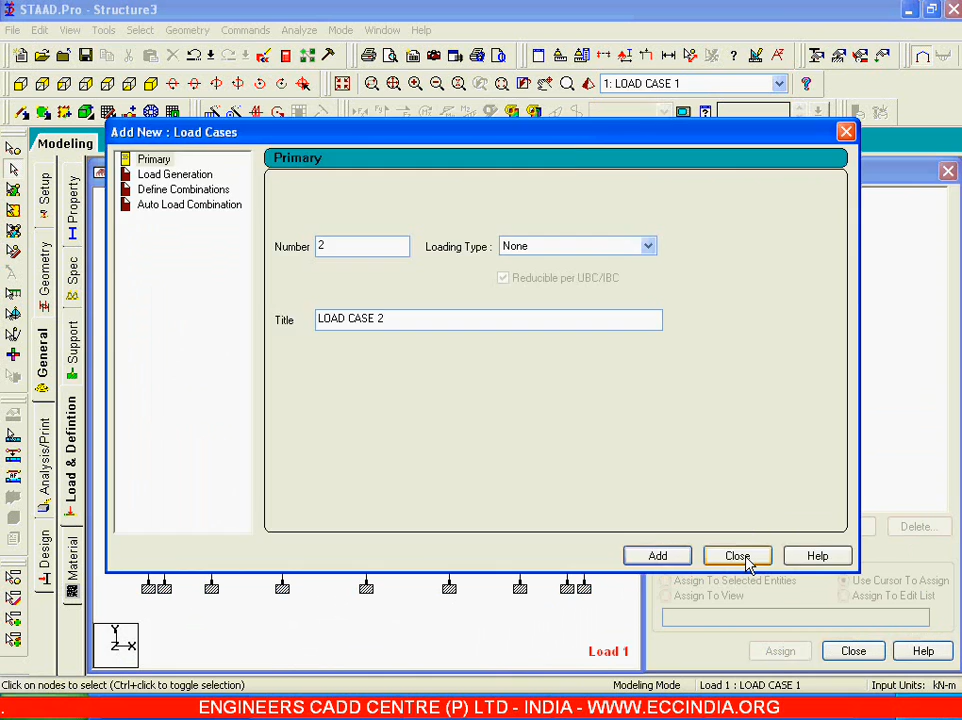 STAAD.Pro - Structure3
File Edit View Tools Select Geometry Commands Analyze Mode Window Help
1: LOAD CASE 1
Modeling
Setup
Geometry
General
Analysis/Print
Design
Property
Spec
Support
Load & Defintion
Material
Add New : Load Cases
Primary
Load Generation
Define Combinations
Auto Load Combination
Primary
Number 2 Loading Type : None
Reducible per UBC/IBC
Title LOAD CASE 2
Add Close Help
Delete...
Assign To Selected Entities Use Cursor To Assign
Assign To View Assign To Edit List
Assign Close Help
Y
Z X
Load 1
Click on nodes to select (Ctrl+click to toggle selection) Modeling Mode Load 1 : LOAD CASE 1 Input Units: kN-m
. ENGINEERS CADD CENTRE (P) LTD - INDIA - WWW.ECCINDIA.ORG